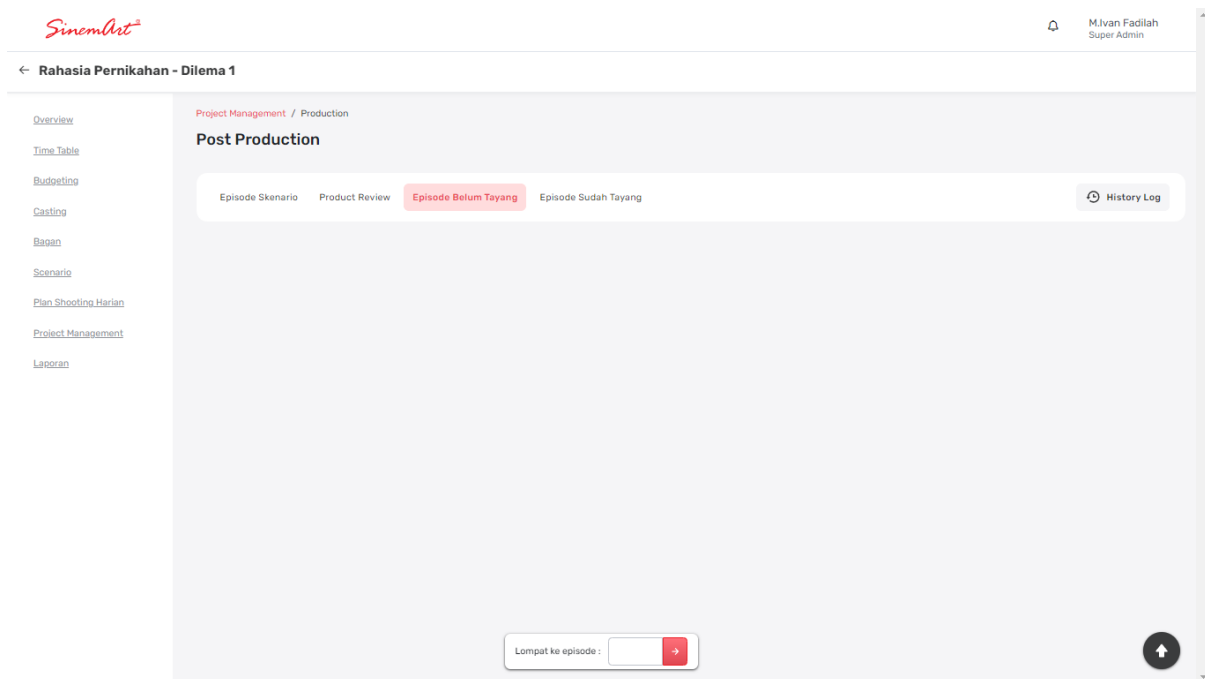 SinemArt
M.Ivan Fadilah
Super Admin
Rahasia Pernikahan - Dilema 1
Overview
Time Table
Budgeting
Casting
Bagan
Scenario
Plan Shooting Harian
Project Management
Laporan
Project Management / Production
Post Production
Episode Skenario Product Review Episode Belum Tayang Episode Sudah Tayang History Log
Lompat ke episode :